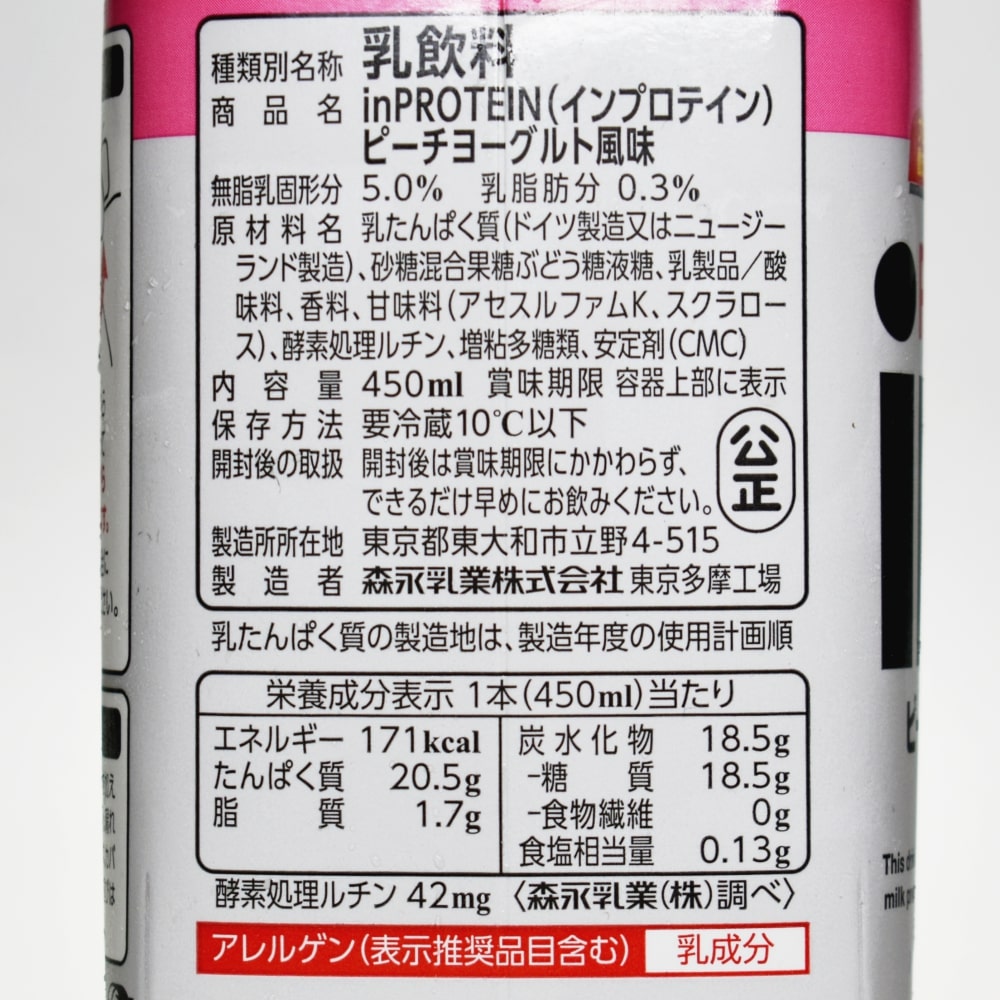 種類別名称 乳飲料
商品名 inPROTEIN(インプロテイン)
ピーチヨーグルト風味
無脂乳固形分 5.0% 乳脂肪分 0.3%
原材料名 乳たんぱく質(ドイツ製造又はニュージー
ランド製造)、砂糖混合果糖ぶどう糖液糖、乳製品／酸
味料、香料、甘味料(アセスルファムK、スクラロー
ス)、酵素処理ルチン、増粘多糖類、安定剤(CMC)
内容量 450ml 賞味期限 容器上部に表示
保存方法 要冷蔵10℃以下
開封後の取扱 開封後は賞味期限にかかわらず、
できるだけ早めにお飲みください。
公正
製造所所在地 東京都東大和市立野4-515
製造者 森永乳業株式会社 東京多摩工場
乳たんぱく質の製造地は、製造年度の使用計画順
栄養成分表示 1本(450ml)当たり
エネルギー 171kcal
たんぱく質 20.5g
脂質 1.7g
炭水化物 18.5g
-糖質 18.5g
-食物繊維 0g
食塩相当量 0.13g
酵素処理ルチン 42mg 〈森永乳業(株)調べ〉
アレルゲン(表示推奨品目含む) 乳成分
This
milk